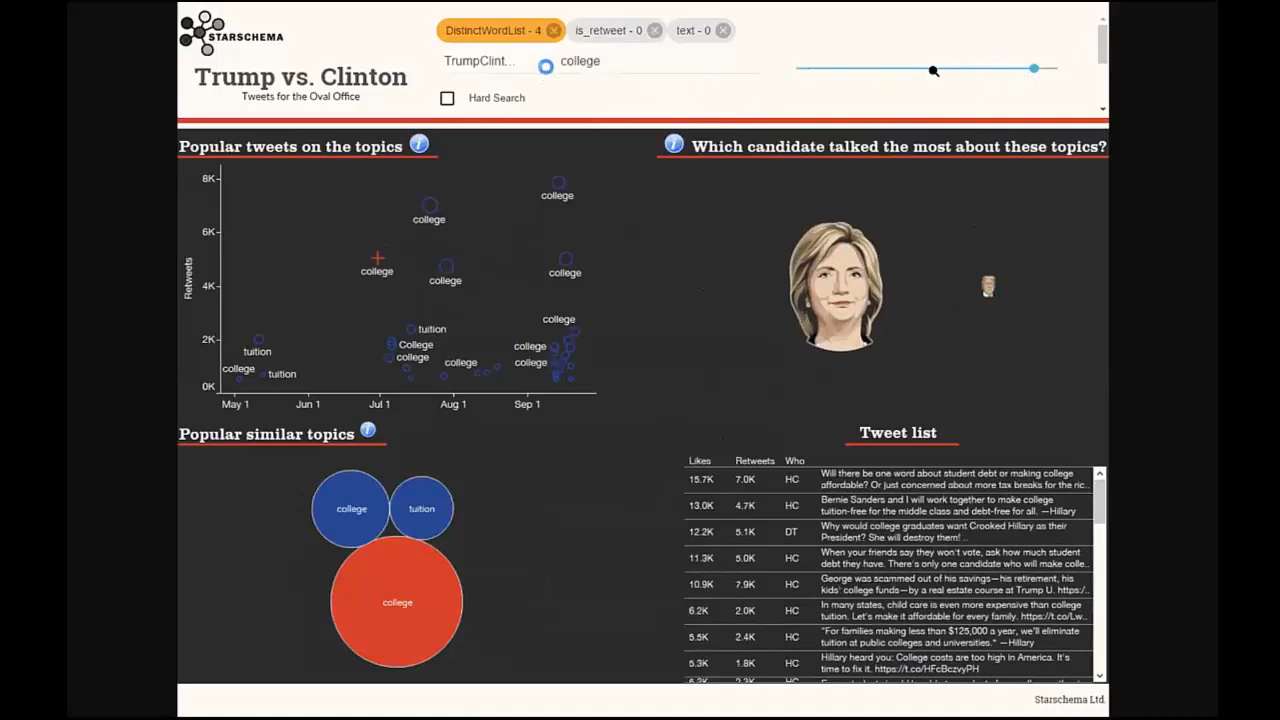 STARSCHEMA
Trump vs. Clinton
Tweets for the Oval Office
DistinctWordList - 4
is_retweet - 0
text - 0
TrumpClint...
college
Hard Search
Popular tweets on the topics
Which candidate talked the most about these topics?
8K
college
college
6K
college
college
college
Retweets
4K
college
tuition
2K
College
college
college
tuition
college
college
college
tuition
0K
May 1
Jun 1
Jul 1
Aug 1
Sep 1
Popular similar topics
college
tuition
college
Tweet list
Likes Retweets Who
15.7K 7.0K HC Will there be one word about student debt or making college
affordable? Or just concerned about more tax breaks for the ric..
13.0K 4.7K HC Bernie Sanders and I will work together to make college
tuition-free for the middle class and debt-free for all. —Hillary
12.2K 5.1K DT Why would college graduates want Crooked Hillary as their
President? She will destroy them! ..
11.3K 5.0K HC When your friends say they won't vote, ask how much student
debt they have. There's only one candidate who will make colle..
10.9K 7.9K HC George was scammed out of his savings—his retirement, his
kids' college funds—by a real estate course at Trump U. https:/..
6.2K 2.0K HC In many states, child care is even more expensive than college
tuition. Let's make it affordable for every family. https://t.co/Lw..
5.5K 2.4K HC "For families making less than $125,000 a year, we'll eliminate
tuition at public colleges and universities." —Hillary
5.3K 1.8K HC Hillary heard you: College costs are too high in America. It's
time to fix it. https://t.co/HFcBczvyPH
Starschema Ltd.